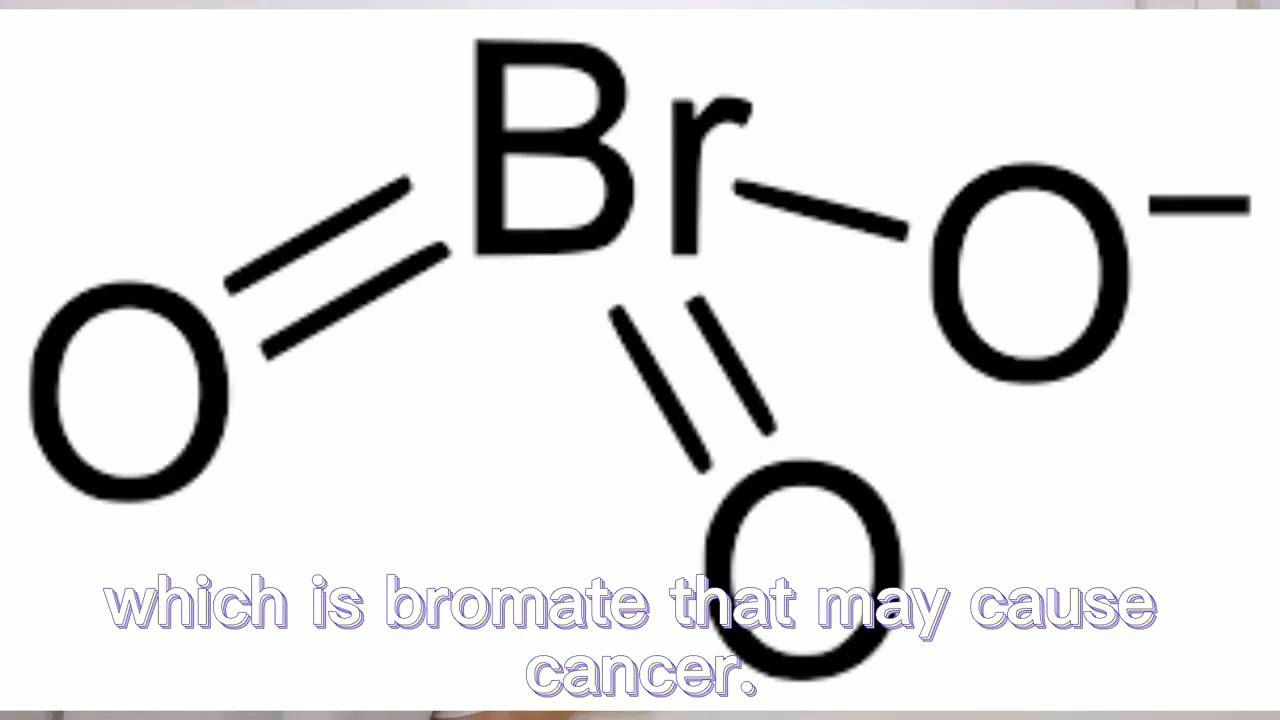 Br
O⁻
O
O
which is bromate that may cause
cancer.